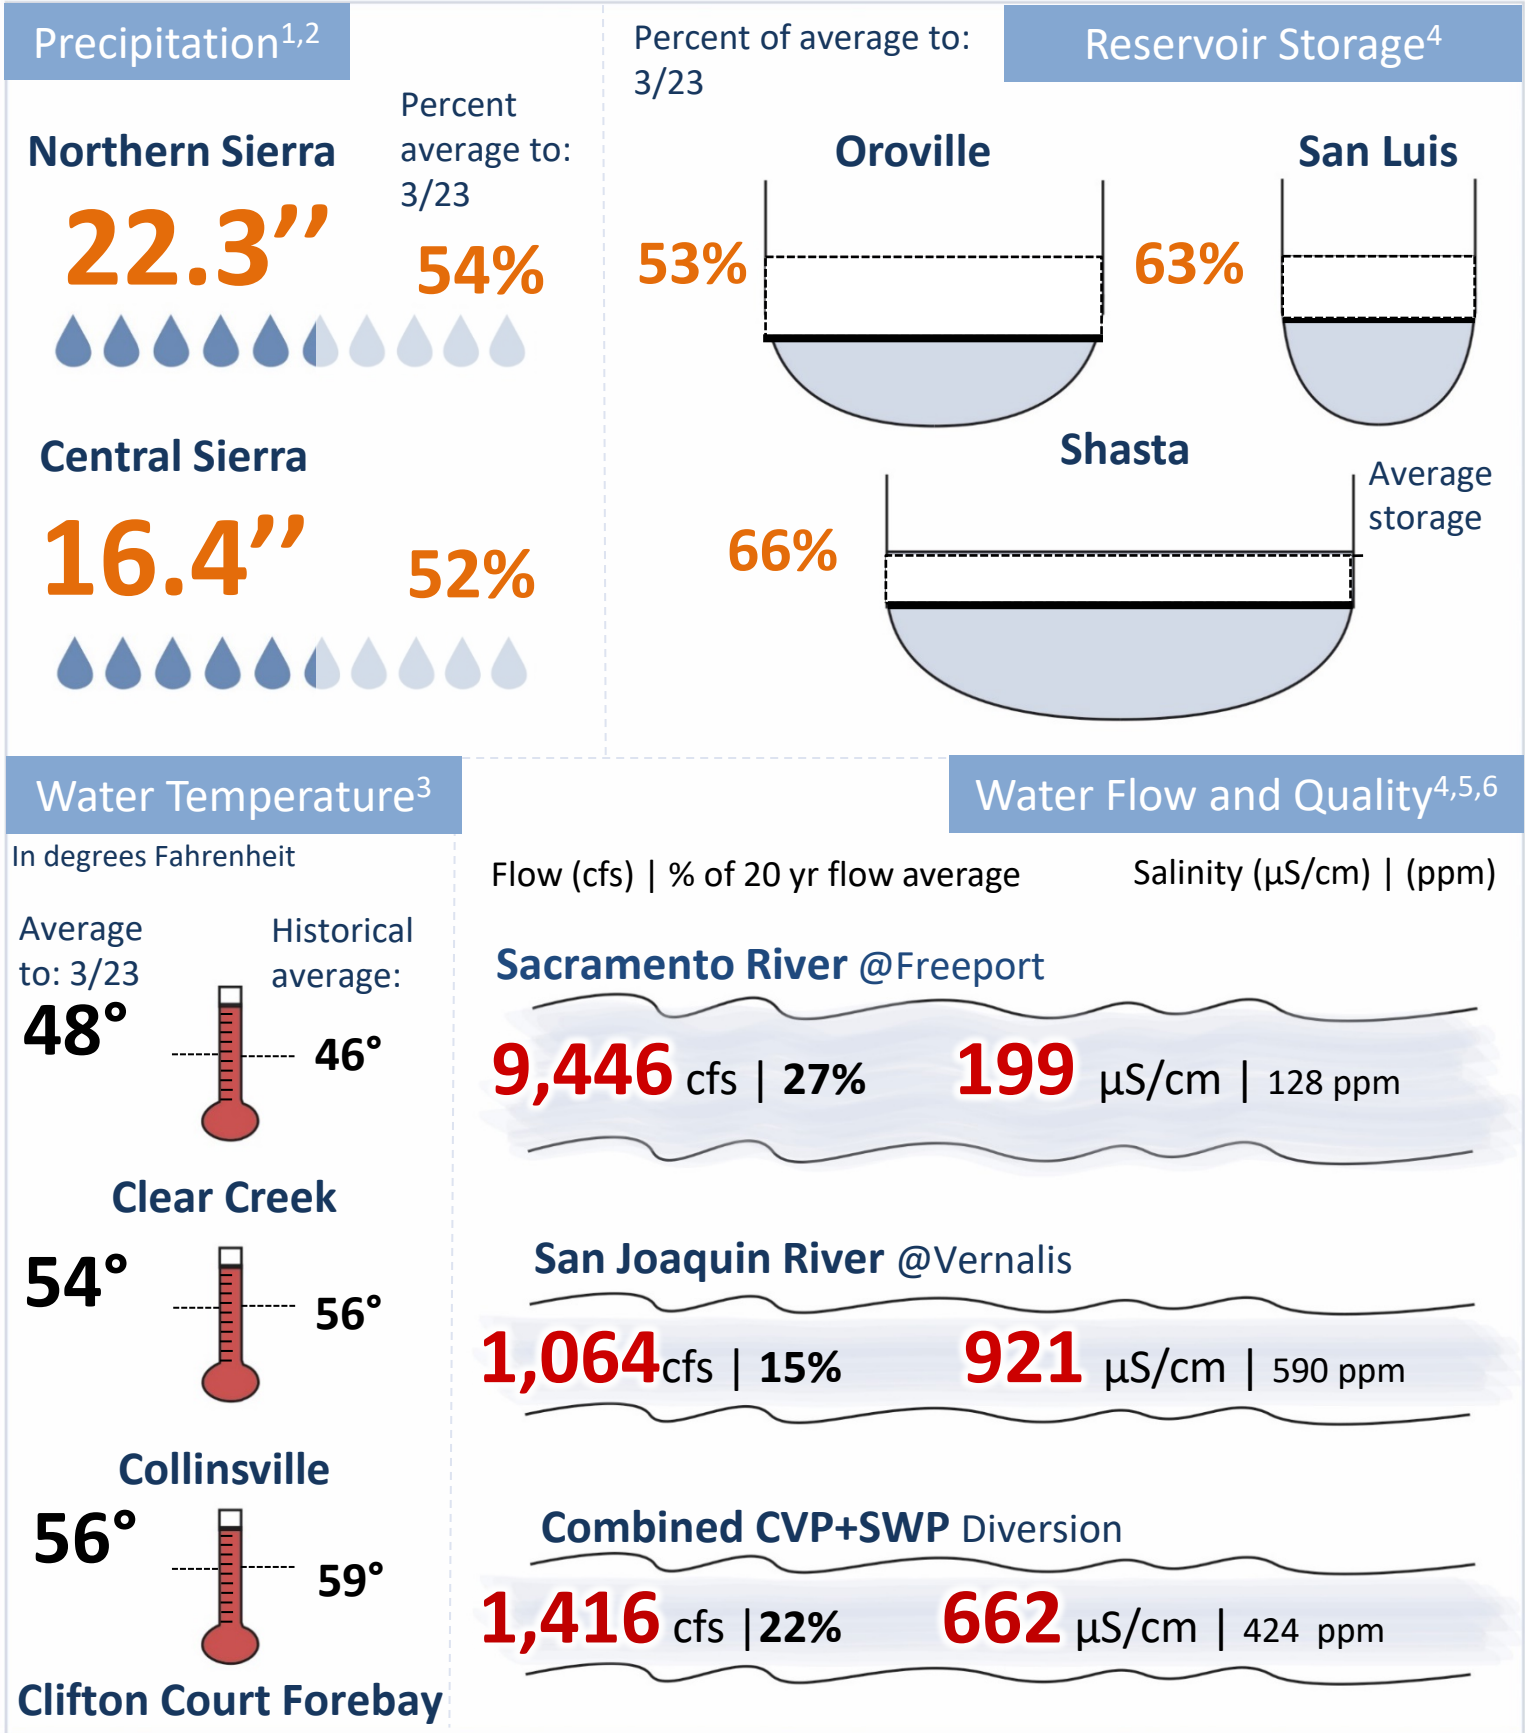 Precipitation1,2
Percent
average to:
3/23
Northern Sierra
22.3’’
54%
Central Sierra
16.4’’
52%
Percent of average to:
3/23
Reservoir Storage4
Oroville
53%
San Luis
63%
Shasta
66%
Average
storage
Water Temperature3
In degrees Fahrenheit
Average
to: 3/23
Historical
average:
48°
46°
Clear Creek
54°
56°
Collinsville
56°
59°
Clifton Court Forebay
Water Flow and Quality4,5,6
Flow (cfs) | % of 20 yr flow average
Salinity (µS/cm) | (ppm)
Sacramento River @Freeport
9,446 cfs | 27% 199 µS/cm | 128 ppm
San Joaquin River @Vernalis
1,064cfs | 15% 921 µS/cm | 590 ppm
Combined CVP+SWP Diversion
1,416 cfs |22% 662 µS/cm | 424 ppm